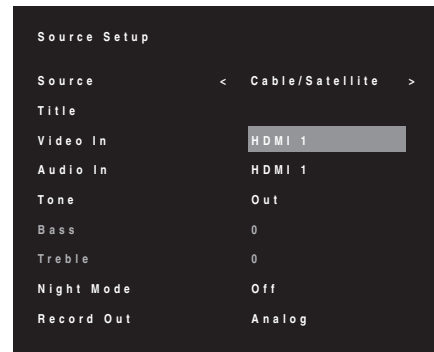 Source Setup
Source < Cable/Satellite >
Title
Video In HDMI 1
Audio In HDMI 1
Tone Out
Bass 0
Treble 0
Night Mode Off
Record Out Analog